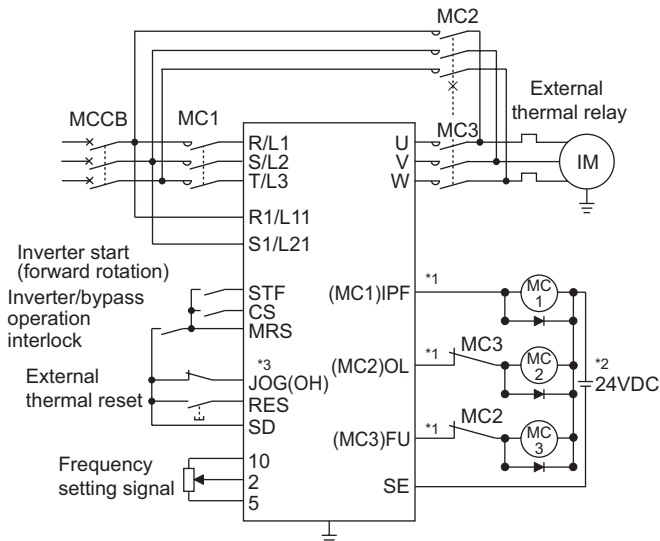 MC2
External
thermal relay
MCCB
MC1
R/L1
S/L2
T/L3
U
V
W
MC3
IM
R1/L11
S1/L21
Inverter start
(forward rotation)
Inverter/bypass
operation
interlock
STF
CS
MRS
(MC1)IPF
*1
MC
1
*3
JOG(OH)
External
thermal reset
RES
SD
(MC2)OL
*1
MC3
MC
2
*2
24VDC
(MC3)FU
*1
MC2
MC
3
Frequency
setting signal
10
2
5
SE